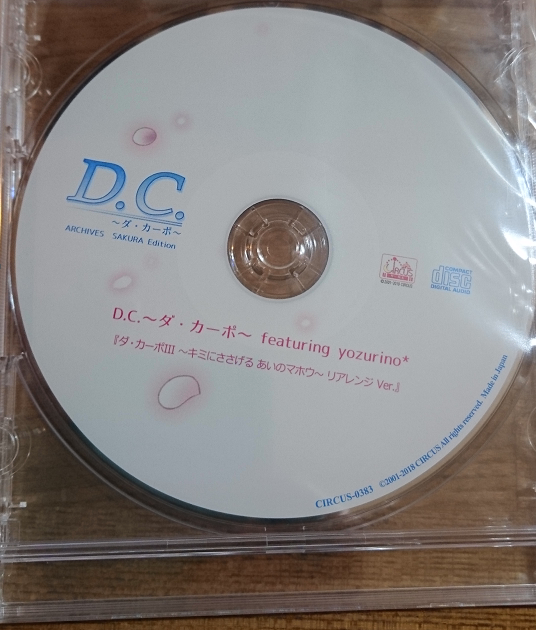 D.C.
〜ダ・カーポ〜
ARCHIVES SAKURA Edition
COMPACT
disc
DIGITAL AUDIO
D.C.〜ダ・カーポ〜 featuring yozurino*
『ダ・カーポIII 〜キミにささげる あいのマホウ〜 リアレンジ Ver.』
CIRCUS-0383 ©2001-2018 CIRCUS All rights reserved. Made in Japan